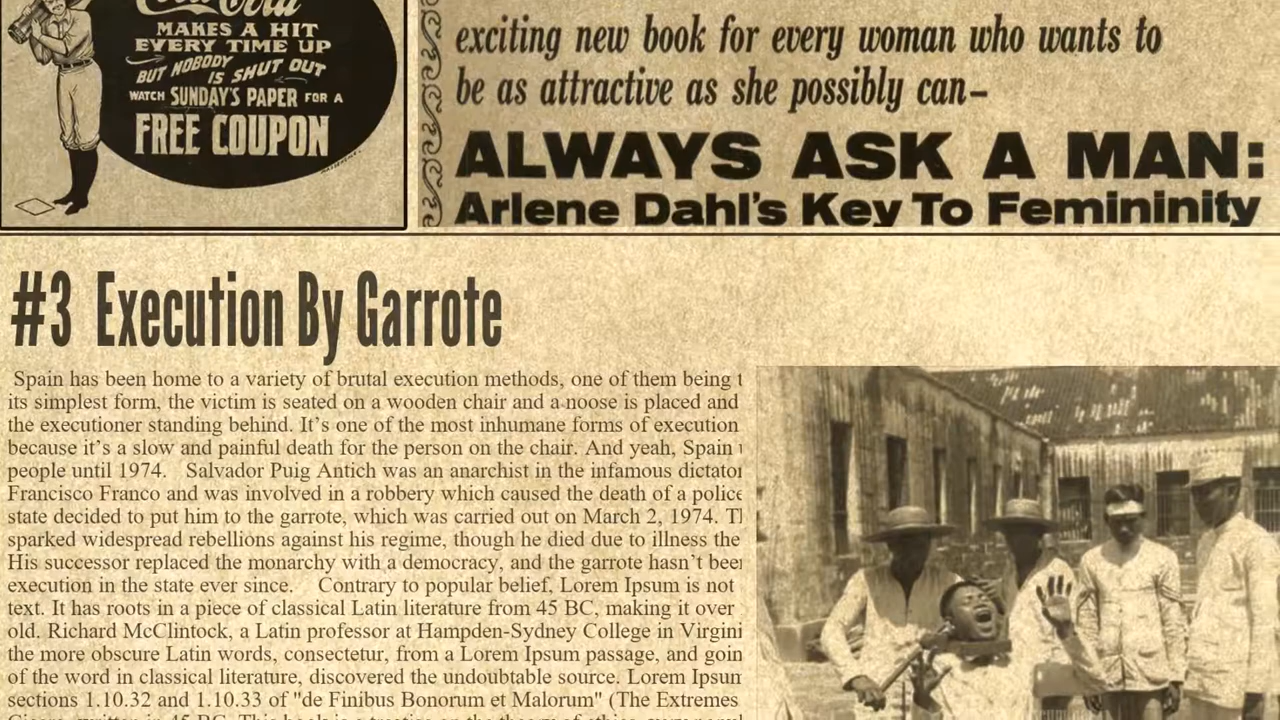 Coca-Cola
MAKES A HIT
EVERY TIME UP
BUT NOBODY
IS SHUT OUT
WATCH SUNDAY'S PAPER FOR A
FREE COUPON
exciting new book for every woman who wants to
be as attractive as she possibly can–
ALWAYS ASK A MAN:
Arlene Dahl's Key To Femininity
#3 Execution By Garrote
Spain has been home to a variety of brutal execution methods, one of them being t
its simplest form, the victim is seated on a wooden chair and a noose is placed and
the executioner standing behind. It's one of the most inhumane forms of execution
because it's a slow and painful death for the person on the chair. And yeah, Spain
people until 1974. Salvador Puig Antich was an anarchist in the infamous dictator
Francisco Franco and was involved in a robbery which caused the death of a police
state decided to put him to the garrote, which was carried out on March 2, 1974. Th
sparked widespread rebellions against his regime, though he died due to illness the
His successor replaced the monarchy with a democracy, and the garrote hasn't been
execution in the state ever since. Contrary to popular belief, Lorem Ipsum is not
text. It has roots in a piece of classical Latin literature from 45 BC, making it over
old. Richard McClintock, a Latin professor at Hampden-Sydney College in Virgini
the more obscure Latin words, consectetur, from a Lorem Ipsum passage, and goin
of the word in classical literature, discovered the undoubtable source. Lorem Ipsum
sections 1.10.32 and 1.10.33 of "de Finibus Bonorum et Malorum" (The Extremes